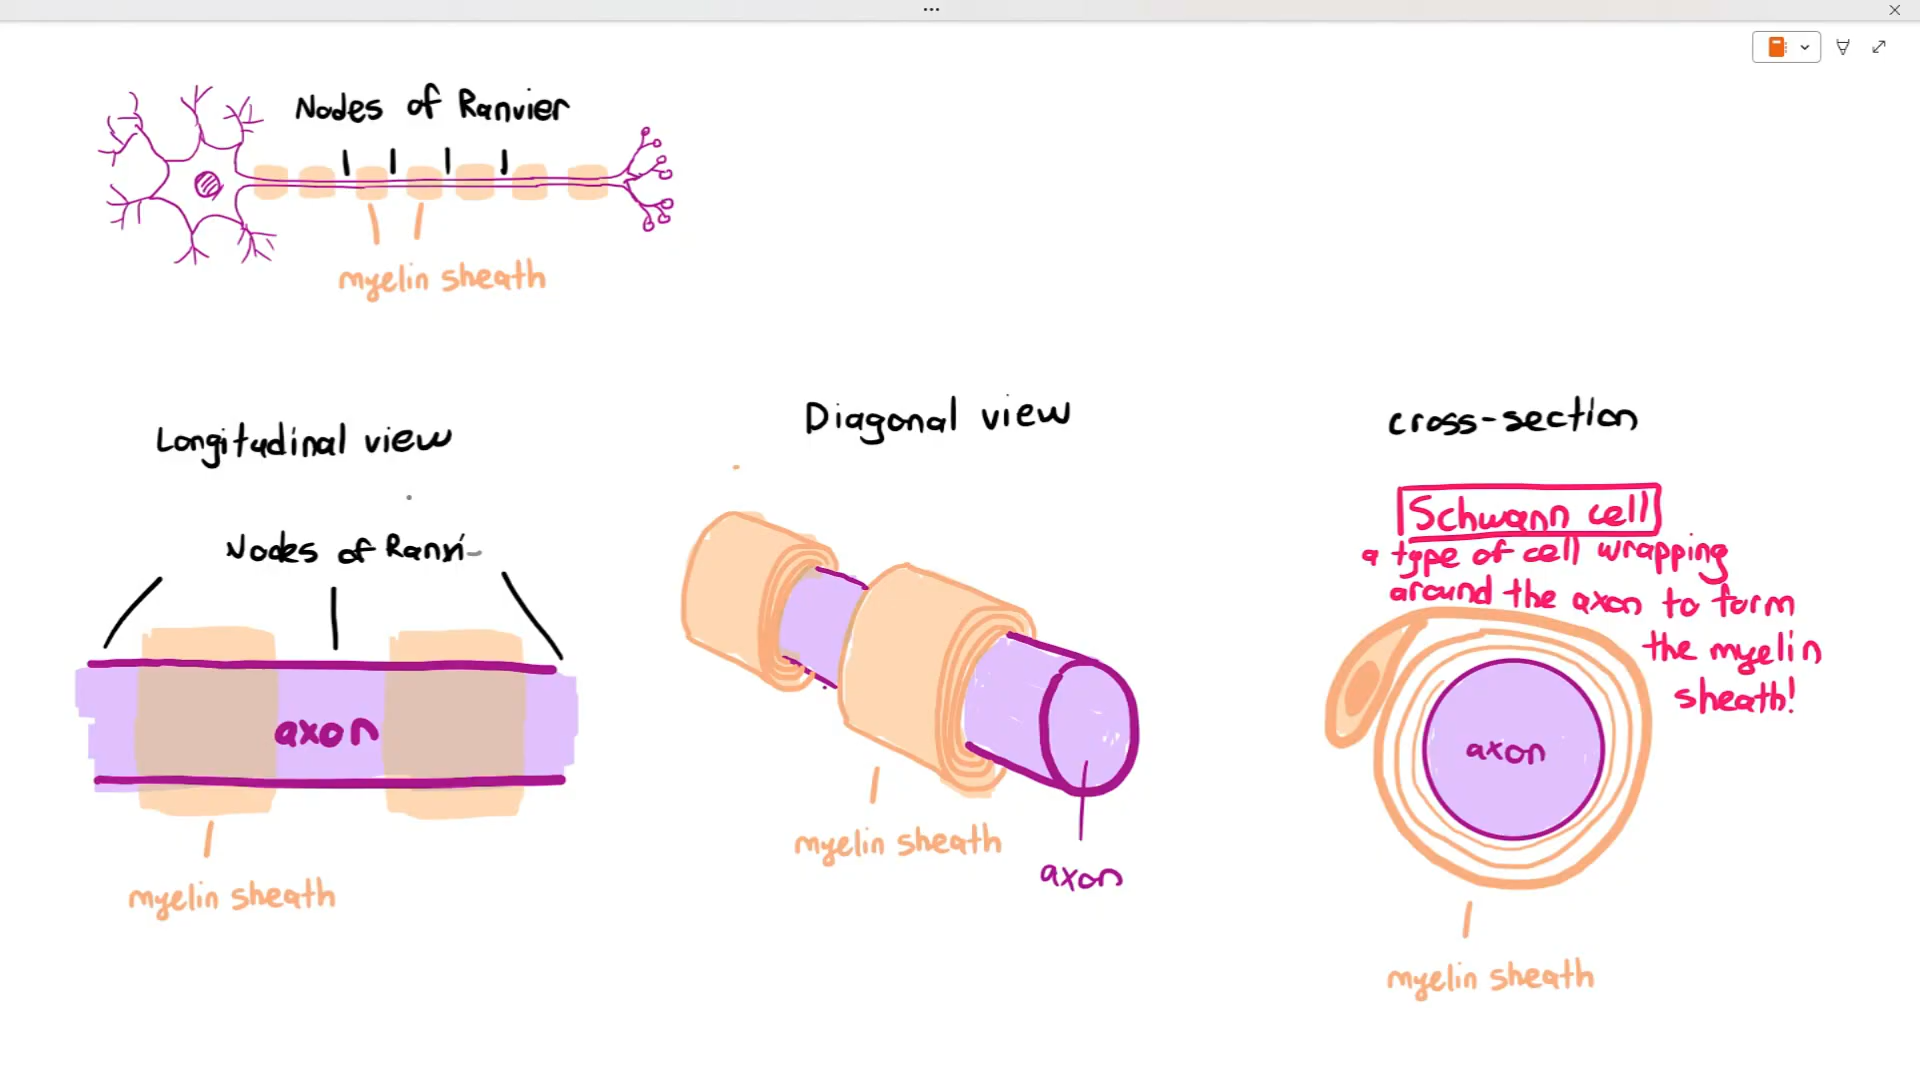 Nodes of Ranvier
myelin sheath
Longitudinal view
Nodes of Ranvi
axon
myelin sheath
Diagonal view
myelin sheath
axon
cross-section
Schwann cell
a type of cell wrapping
around the axon to form
the myelin
sheath!
axon
myelin sheath